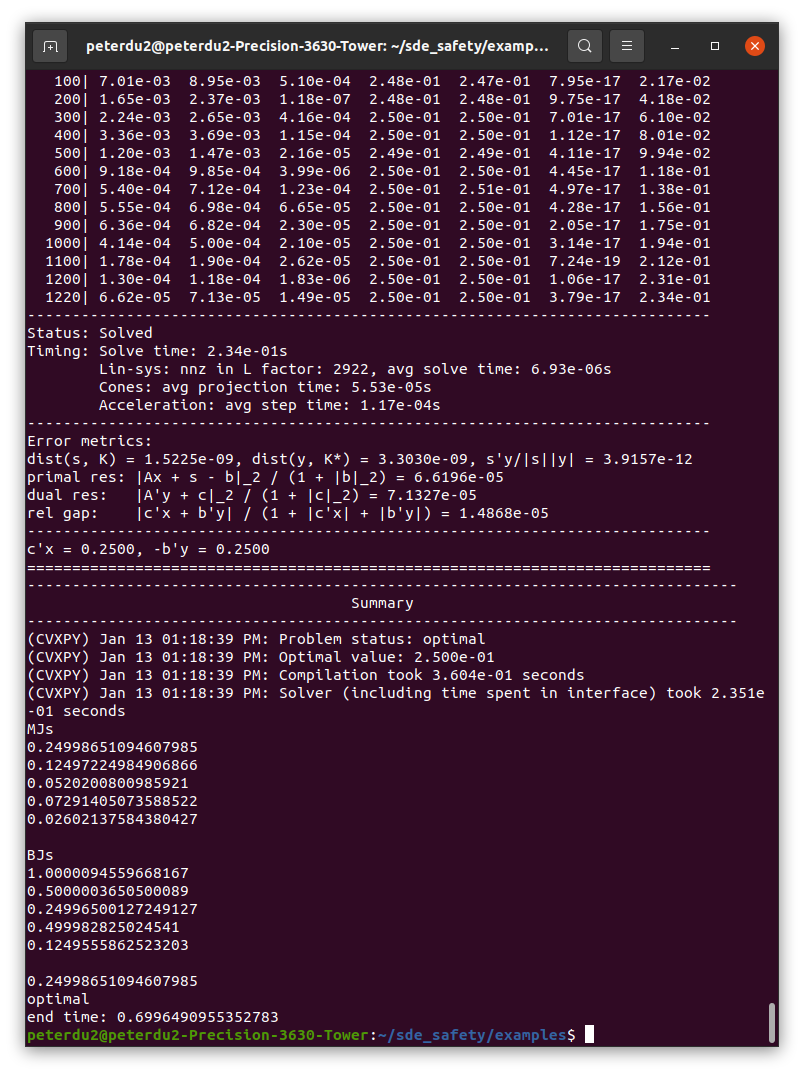 peterdu2@peterdu2-Precision-3630-Tower: ~/sde_safety/examp...
   100| 7.01e-03  8.95e-03  5.10e-04  2.48e-01  2.47e-01  7.95e-17  2.17e-02
   200| 1.65e-03  2.37e-03  1.18e-07  2.48e-01  2.48e-01  9.75e-17  4.18e-02
   300| 2.24e-03  2.65e-03  4.16e-04  2.50e-01  2.50e-01  7.01e-17  6.10e-02
   400| 3.36e-03  3.69e-03  1.15e-04  2.50e-01  2.50e-01  1.12e-17  8.01e-02
   500| 1.20e-03  1.47e-03  2.16e-05  2.49e-01  2.49e-01  4.11e-17  9.94e-02
   600| 9.18e-04  9.85e-04  3.99e-06  2.50e-01  2.50e-01  4.45e-17  1.18e-01
   700| 5.40e-04  7.12e-04  1.23e-04  2.50e-01  2.51e-01  4.97e-17  1.38e-01
   800| 5.55e-04  6.98e-04  6.65e-05  2.50e-01  2.50e-01  4.28e-17  1.56e-01
   900| 6.36e-04  6.82e-04  2.30e-05  2.50e-01  2.50e-01  2.05e-17  1.75e-01
  1000| 4.14e-04  5.00e-04  2.10e-05  2.50e-01  2.50e-01  3.14e-17  1.94e-01
  1100| 1.78e-04  1.90e-04  2.62e-05  2.50e-01  2.50e-01  7.24e-19  2.12e-01
  1200| 1.30e-04  1.18e-04  1.83e-06  2.50e-01  2.50e-01  1.06e-17  2.31e-01
  1220| 6.62e-05  7.13e-05  1.49e-05  2.50e-01  2.50e-01  3.79e-17  2.34e-01
----------------------------------------------------------------------------
Status: Solved
Timing: Solve time: 2.34e-01s
        Lin-sys: nnz in L factor: 2922, avg solve time: 6.93e-06s
        Cones: avg projection time: 5.53e-05s
        Acceleration: avg step time: 1.17e-04s
----------------------------------------------------------------------------
Error metrics:
dist(s, K) = 1.5225e-09, dist(y, K*) = 3.3030e-09, s'y/|s||y| = 3.9157e-12
primal res: |Ax + s - b|_2 / (1 + |b|_2) = 6.6196e-05
dual res:   |A'y + c|_2 / (1 + |c|_2) = 7.1327e-05
rel gap:    |c'x + b'y| / (1 + |c'x| + |b'y|) = 1.4868e-05
----------------------------------------------------------------------------
c'x = 0.2500, -b'y = 0.2500
============================================================================
-------------------------------------------------------------------------------
                                    Summary
-------------------------------------------------------------------------------
(CVXPY) Jan 13 01:18:39 PM: Problem status: optimal
(CVXPY) Jan 13 01:18:39 PM: Optimal value: 2.500e-01
(CVXPY) Jan 13 01:18:39 PM: Compilation took 3.604e-01 seconds
(CVXPY) Jan 13 01:18:39 PM: Solver (including time spent in interface) took 2.351e
-01 seconds
MJs
0.24998651094607985
0.12497224984906866
0.0520200800985921
0.07291405073588522
0.02602137584380427

BJs
1.0000094559668167
0.5000003650500089
0.24996500127249127
0.499982825024541
0.1249555862523203

0.24998651094607985
optimal
end time: 0.6996490955352783
peterdu2@peterdu2-Precision-3630-Tower:~/sde_safety/examples$